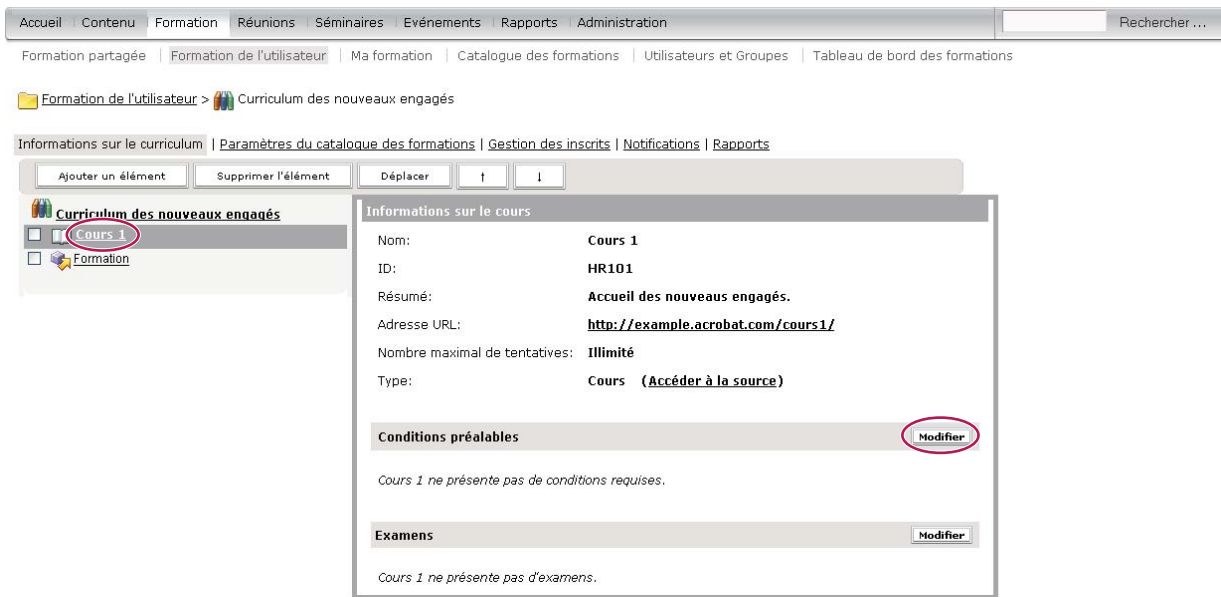 Accueil Contenu Formation Réunions Séminaires Evénements Rapports Administration Rechercher ...
Formation partagée | Formation de l'utilisateur | Ma formation | Catalogue des formations | Utilisateurs et Groupes | Tableau de bord des formations
Formation de l'utilisateur > Curriculum des nouveaux engagés
Informations sur le curriculum | Paramètres du catalogue des formations | Gestion des inscrits | Notifications | Rapports
Ajouter un élément Supprimer l'élément Déplacer ↑ ↓
Curriculum des nouveaux engagés
Cours 1
Formation
Informations sur le cours
Nom: Cours 1
ID: HR101
Résumé: Accueil des nouveaus engagés.
Adresse URL: http://example.acrobat.com/cours1/
Nombre maximal de tentatives: Illimité
Type: Cours (Accéder à la source)
Conditions préalables Modifier
Cours 1 ne présente pas de conditions requises.
Examens Modifier
Cours 1 ne présente pas d'examens.